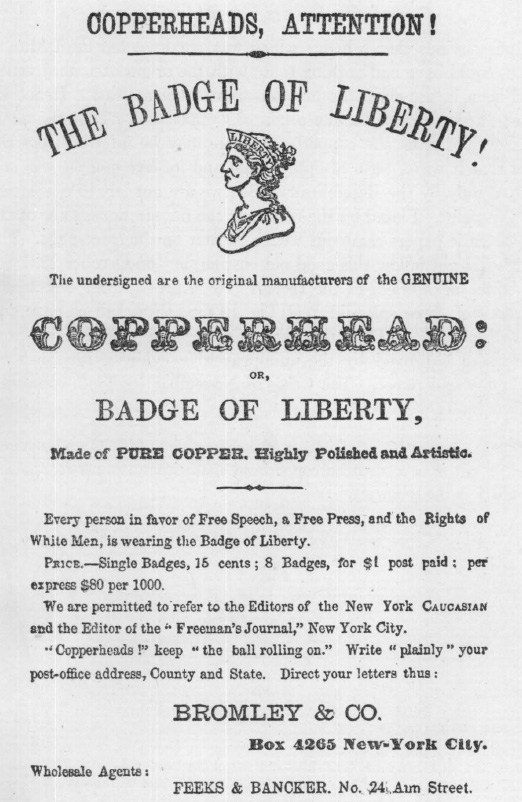 COPPERHEADS, ATTENTION!
THE BADGE OF LIBERTY!
LIBERTY
The undersigned are the original manufacturers of the GENUINE
COPPERHEAD:
OR,
BADGE OF LIBERTY,
Made of PURE COPPER. Highly Polished and Artistic.
Every person in favor of Free Speech, a Free Press, and the Rights of
White Men, is wearing the Badge of Liberty.
PRICE.—Single Badges, 15 cents; 8 Badges, for $1 post paid: per
express $80 per 1000.
We are permitted to refer to the Editors of the New York CAUCASIAN
and the Editor of the "Freeman's Journal," New York City.
"Copperheads!" keep "the ball rolling on." Write "plainly" your
post-office address, County and State. Direct your letters thus:
BROMLEY & CO.
Box 4265 New-York City.
Wholesale Agents:
FEEKS & BANCKER. No. 24, Ann Street.